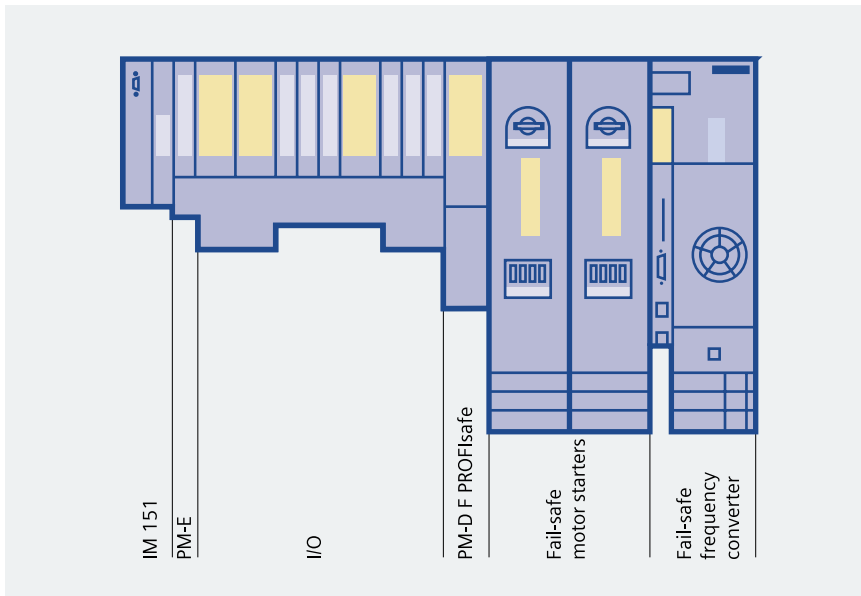 IM 151
PM-E
I/O
PM-D F PROFIsafe
Fail-safe
motor starters
Fail-safe
frequency
converter